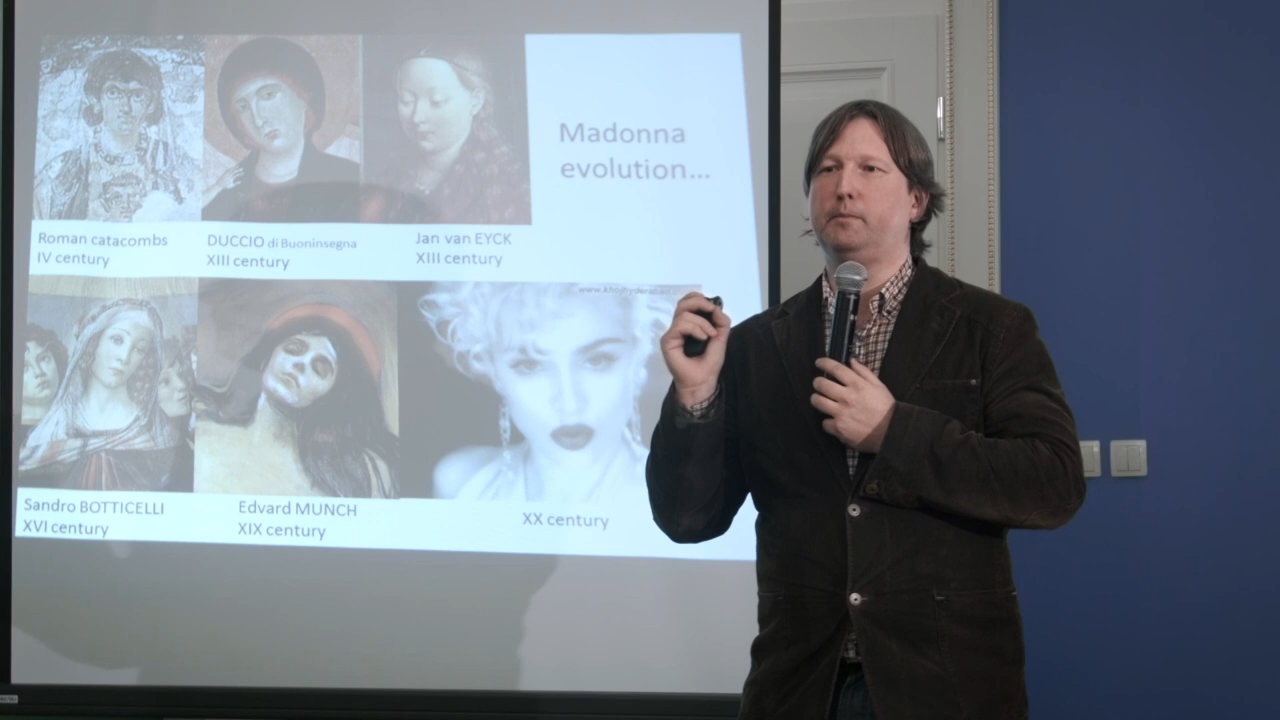 Madonna
evolution...
Roman catacombs
IV century
DUCCIO di Buoninsegna
XIII century
Jan van EYCK
XIII century
Sandro BOTTICELLI
XVI century
Edvard MUNCH
XIX century
XX century